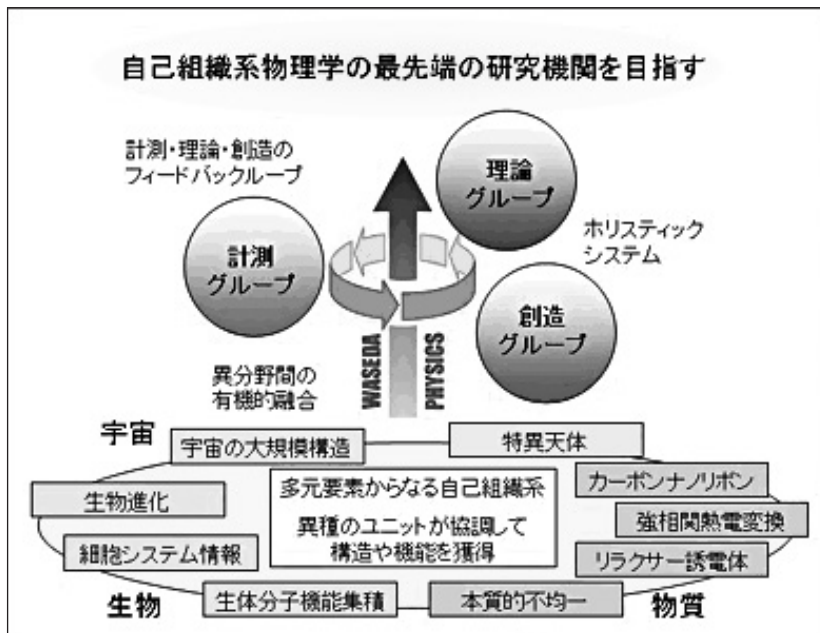 自己組織系物理学の最先端の研究機関を目指す
計測・理論・創造の
フィードバックループ
理論
グループ
計測
グループ
ホリスティック
システム
創造
グループ
異分野間の
有機的融合
WASEDA
PHYSICS
宇宙
宇宙の大規模構造
特異天体
生物進化
多元要素からなる自己組織系
カーボンナノリボン
異種のユニットが協調して
構造や機能を獲得
強相関熱電変換
細胞システム情報
リラクサー誘電体
生物
生体分子機能集積
本質的不均一
物質